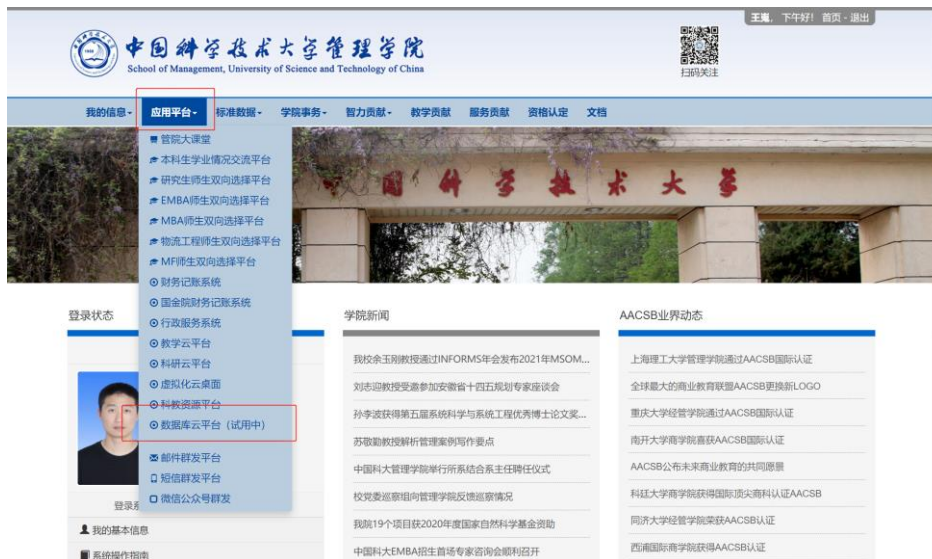 王嵬， 下午好! 首页 - 退出
中国科学技术大学管理学院
School of Management, University of Science and Technology of China
扫码关注
我的信息 应用平台 标准数据 学院事务 智力贡献 教学贡献 服务贡献 资格认定 文档
管院大课堂
本科生学业情况交流平台
研究生师生双向选择平台
EMBA师生双向选择平台
MBA师生双向选择平台
物流工程师生双向选择平台
MF师生双向选择平台
财务记账系统
国金院财务记账系统
行政服务系统
教学云平台
科研云平台
虚拟化云桌面
科教资源平台
数据库云平台（试用中）
邮件群发平台
短信群发平台
微信公众号群发
国科学技术大学
登录状态
登录系
我的基本信息
系统操作指南
学院新闻
我校余玉刚教授通过INFORMS年会发布2021年MSOM...
刘志迎教授受邀参加安徽省十四五规划专家座谈会
孙李波获得第五届系统科学与系统工程优秀博士论文奖...
苏敬勤教授解析管理案例写作要点
中国科大管理学院举行所系结合系主任聘任仪式
校党委巡察组向管理学院反馈巡察情况
我院19个项目获2020年度国家自然科学基金资助
中国科大EMBA招生首场专家咨询会顺利召开
AACSB业界动态
上海理工大学管理学院通过AACSB国际认证
全球最大的商业教育联盟AACSB更换新LOGO
重庆大学经管学院通过AACSB国际认证
南开大学商学院喜获AACSB国际认证
AACSB公布未来商业教育的共同愿景
科廷大学商学院获得国际顶尖商科认证AACSB
同济大学经管学院荣获AACSB认证
西浦国际商学院获得AACSB认证